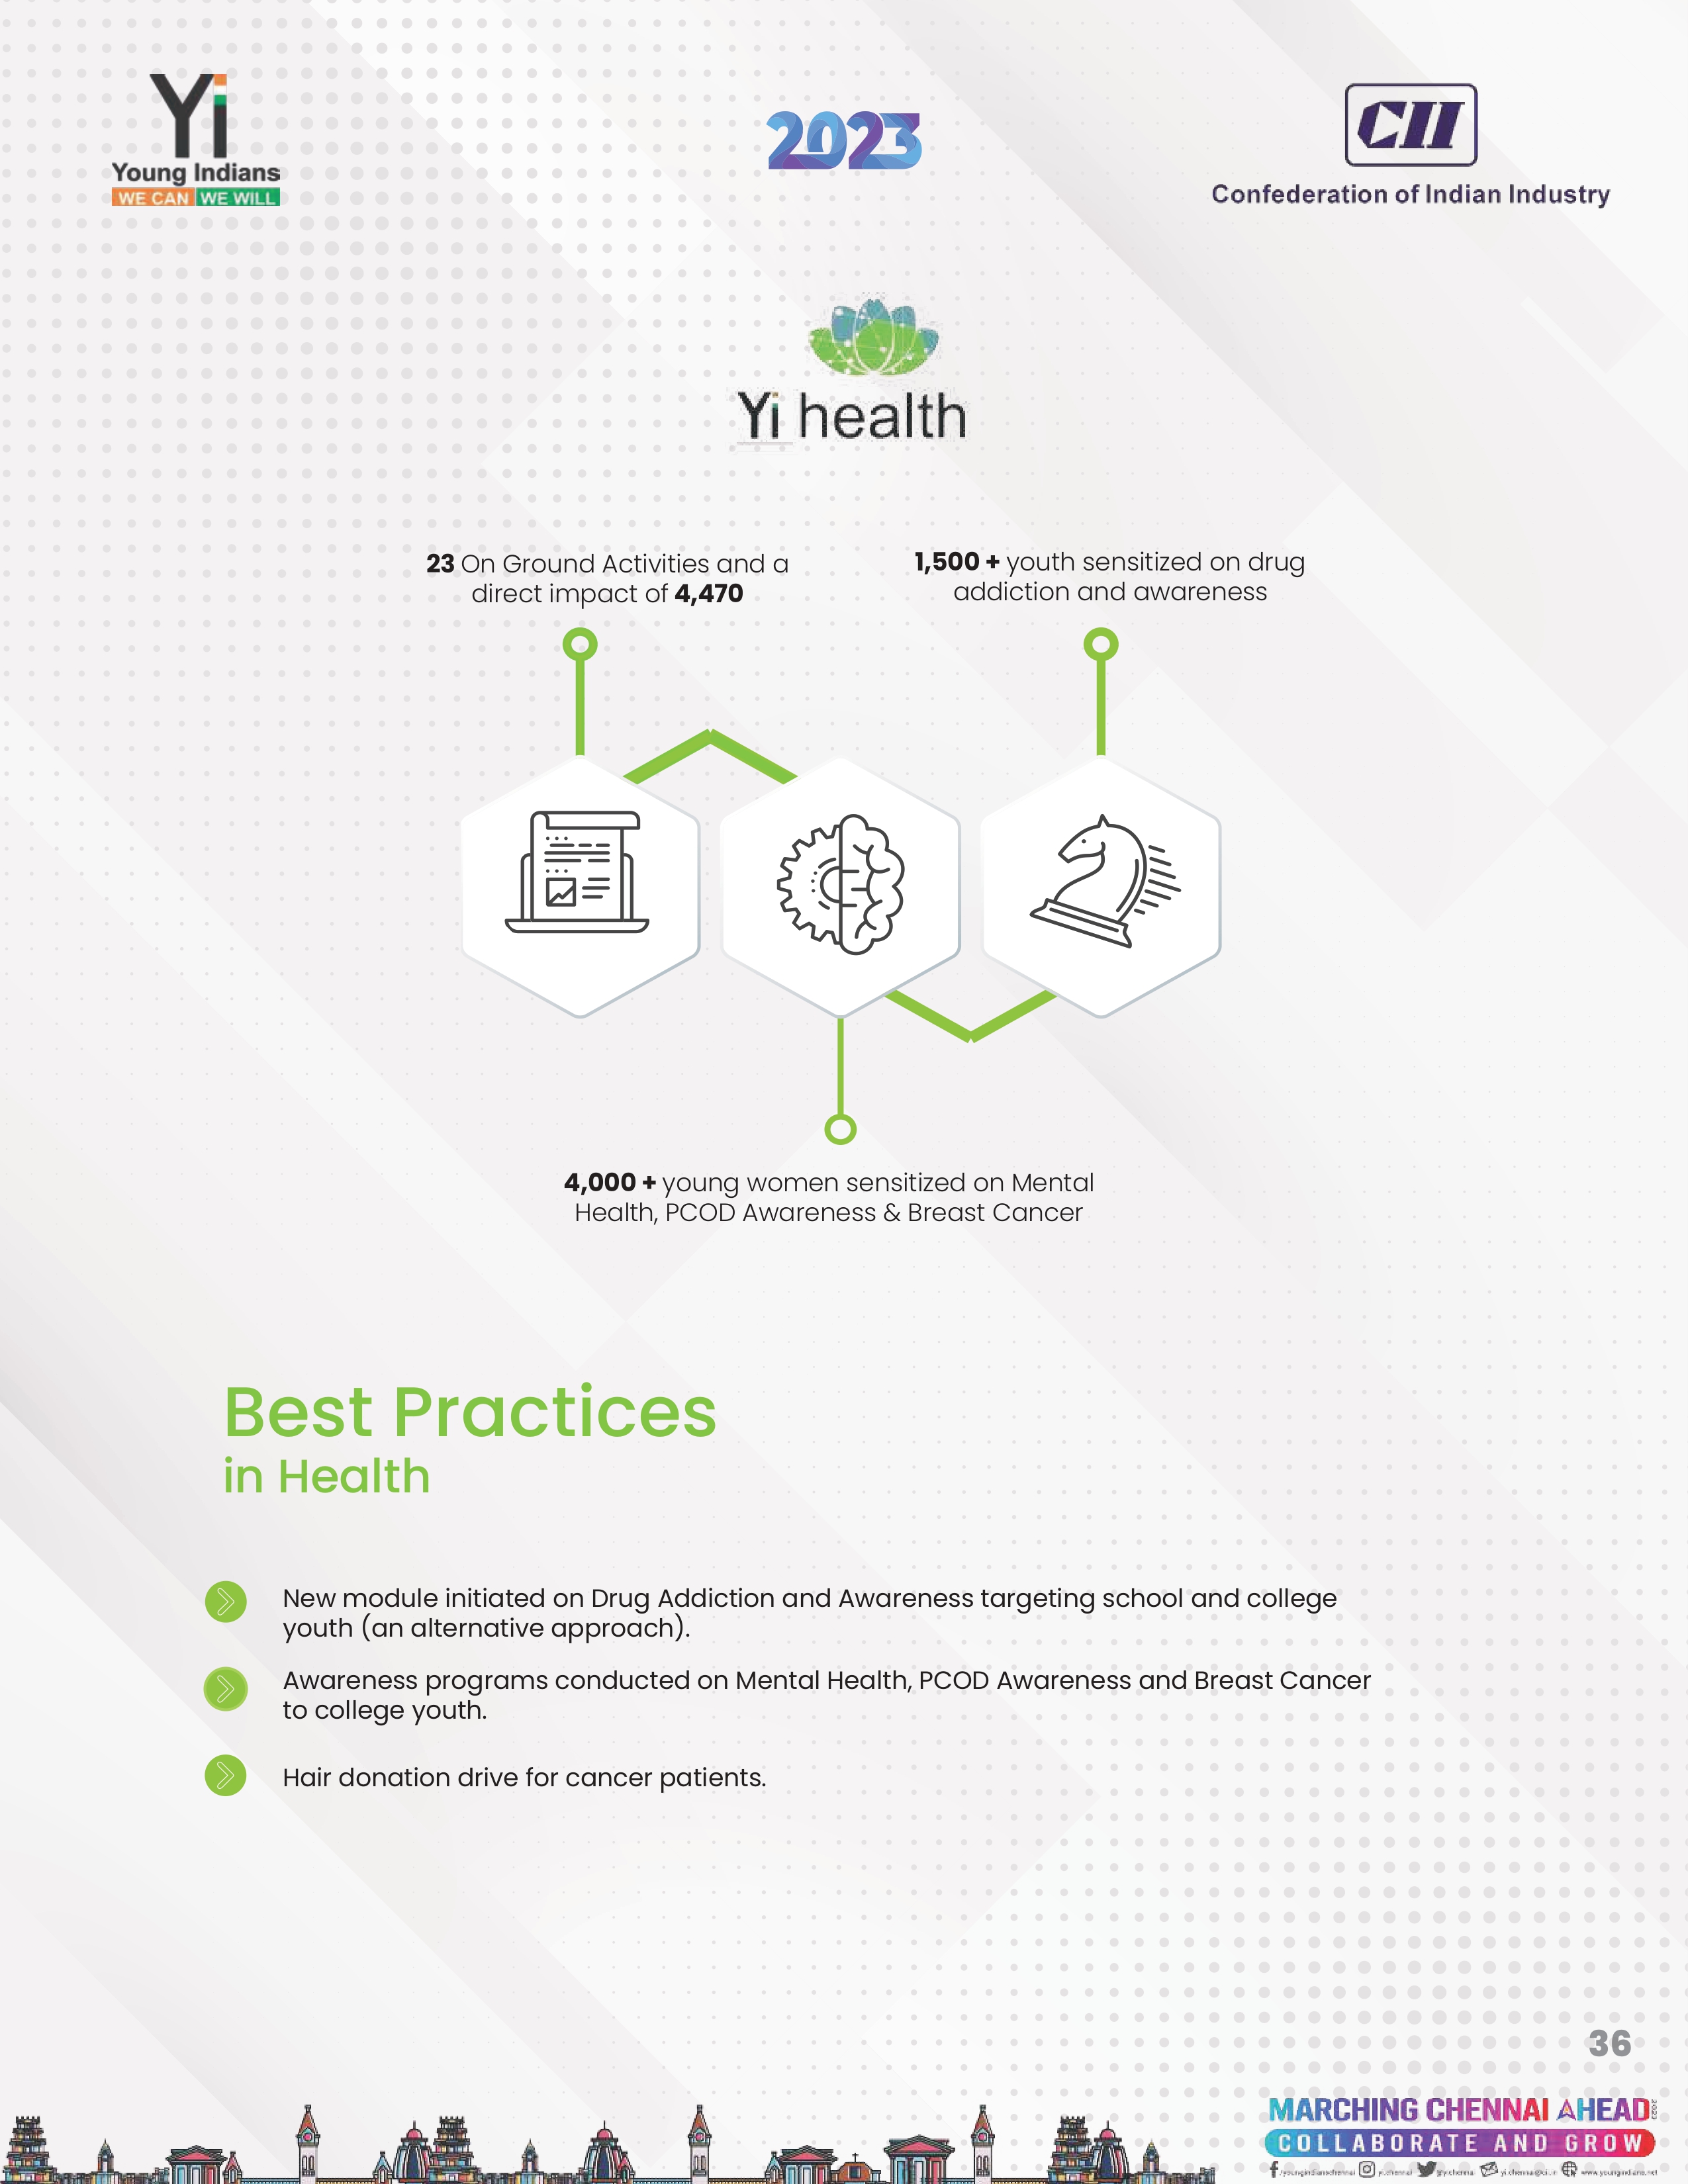 Yi
Young Indians
WE CAN WE WILL
2023
CII
Confederation of Indian Industry
Yi health
23 On Ground Activities and a
direct impact of 4,470
1,500 + youth sensitized on drug
addiction and awareness
4,000 + young women sensitized on Mental
Health, PCOD Awareness & Breast Cancer
Best Practices
in Health
New module initiated on Drug Addiction and Awareness targeting school and college
youth (an alternative approach).
Awareness programs conducted on Mental Health, PCOD Awareness and Breast Cancer
to college youth.
Hair donation drive for cancer patients.
36
MARCHING CHENNAI AHEAD 2023
COLLABORATE AND GROW
www.youngindians.net